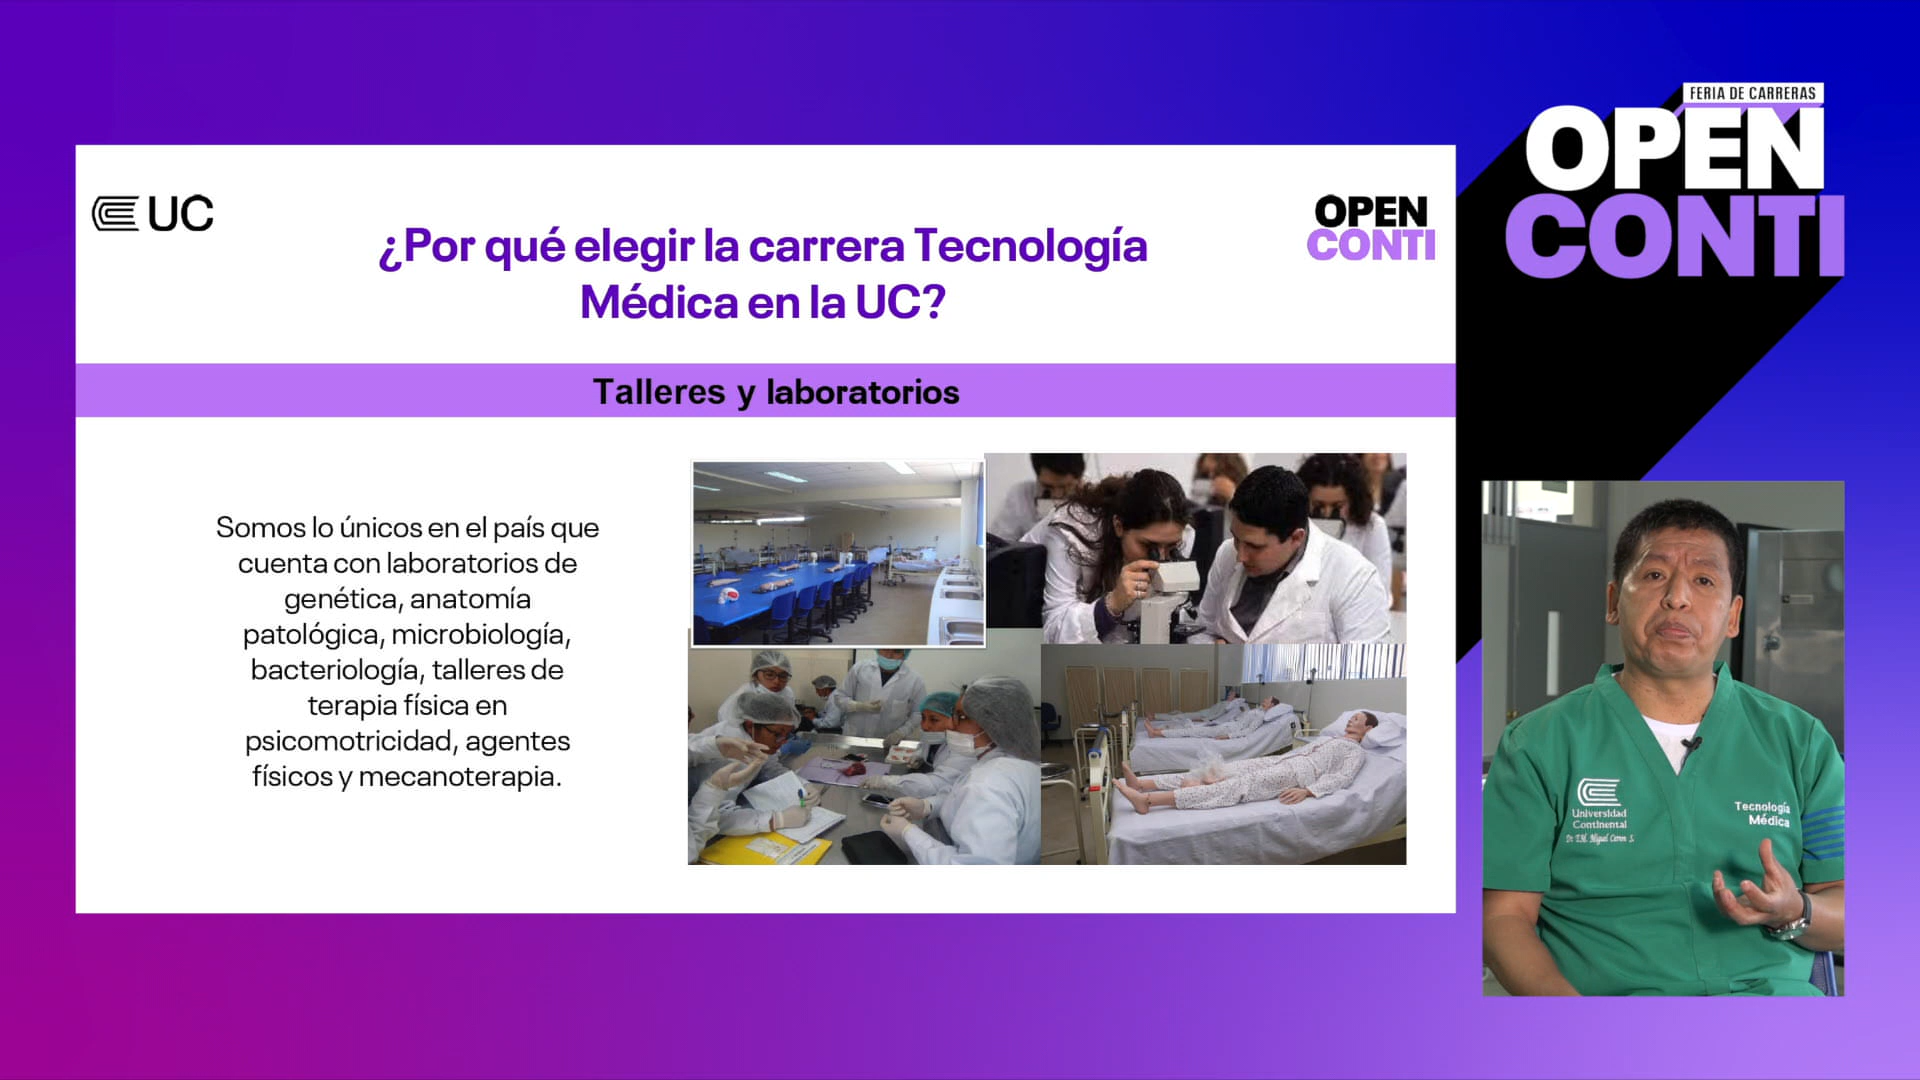 FERIA DE CARRERAS
OPEN
CONTI
UC
OPEN
CONTI
¿Por qué elegir la carrera Tecnología
Médica en la UC?
Talleres y laboratorios
Somos lo únicos en el país que
cuenta con laboratorios de
genética, anatomía
patológica, microbiología,
bacteriología, talleres de
terapia física en
psicomotricidad, agentes
físicos y mecanoterapia.
Universidad
Continental
Dr. T.M. Miguel
Tecnología
Médica